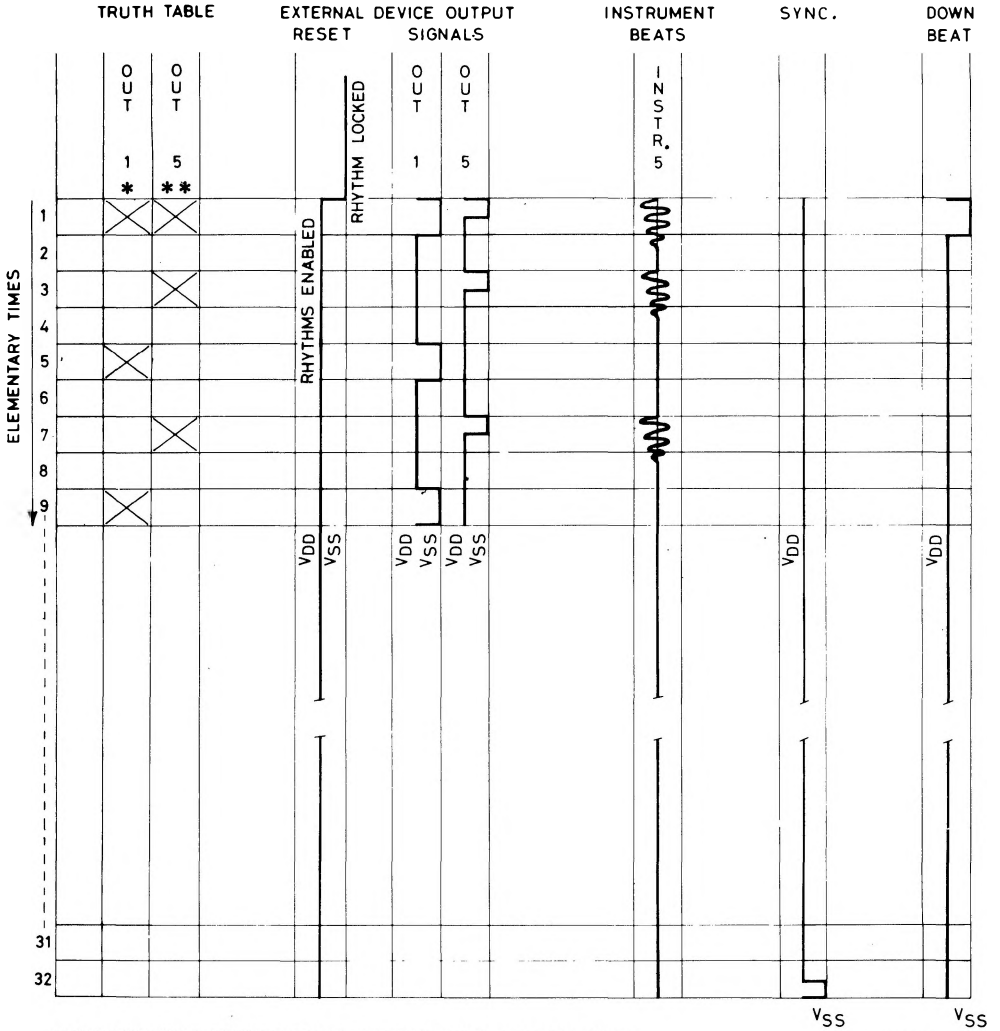 TRUTH TABLE
EXTERNAL DEVICE OUTPUT
RESET SIGNALS
INSTRUMENT
BEATS
SYNC.
DOWN
BEAT
OUT 1
*
OUT 5
**
RHYTHM LOCKED
RHYTHMS ENABLED
OUT 1
OUT 5
INSTR. 5
ELEMENTARY TIMES
1
2
3
4
5
6
7
8
9
VDD
VSS
VDD
VSS
VDD
VSS
VDD
VDD
31
32
VSS
VSS